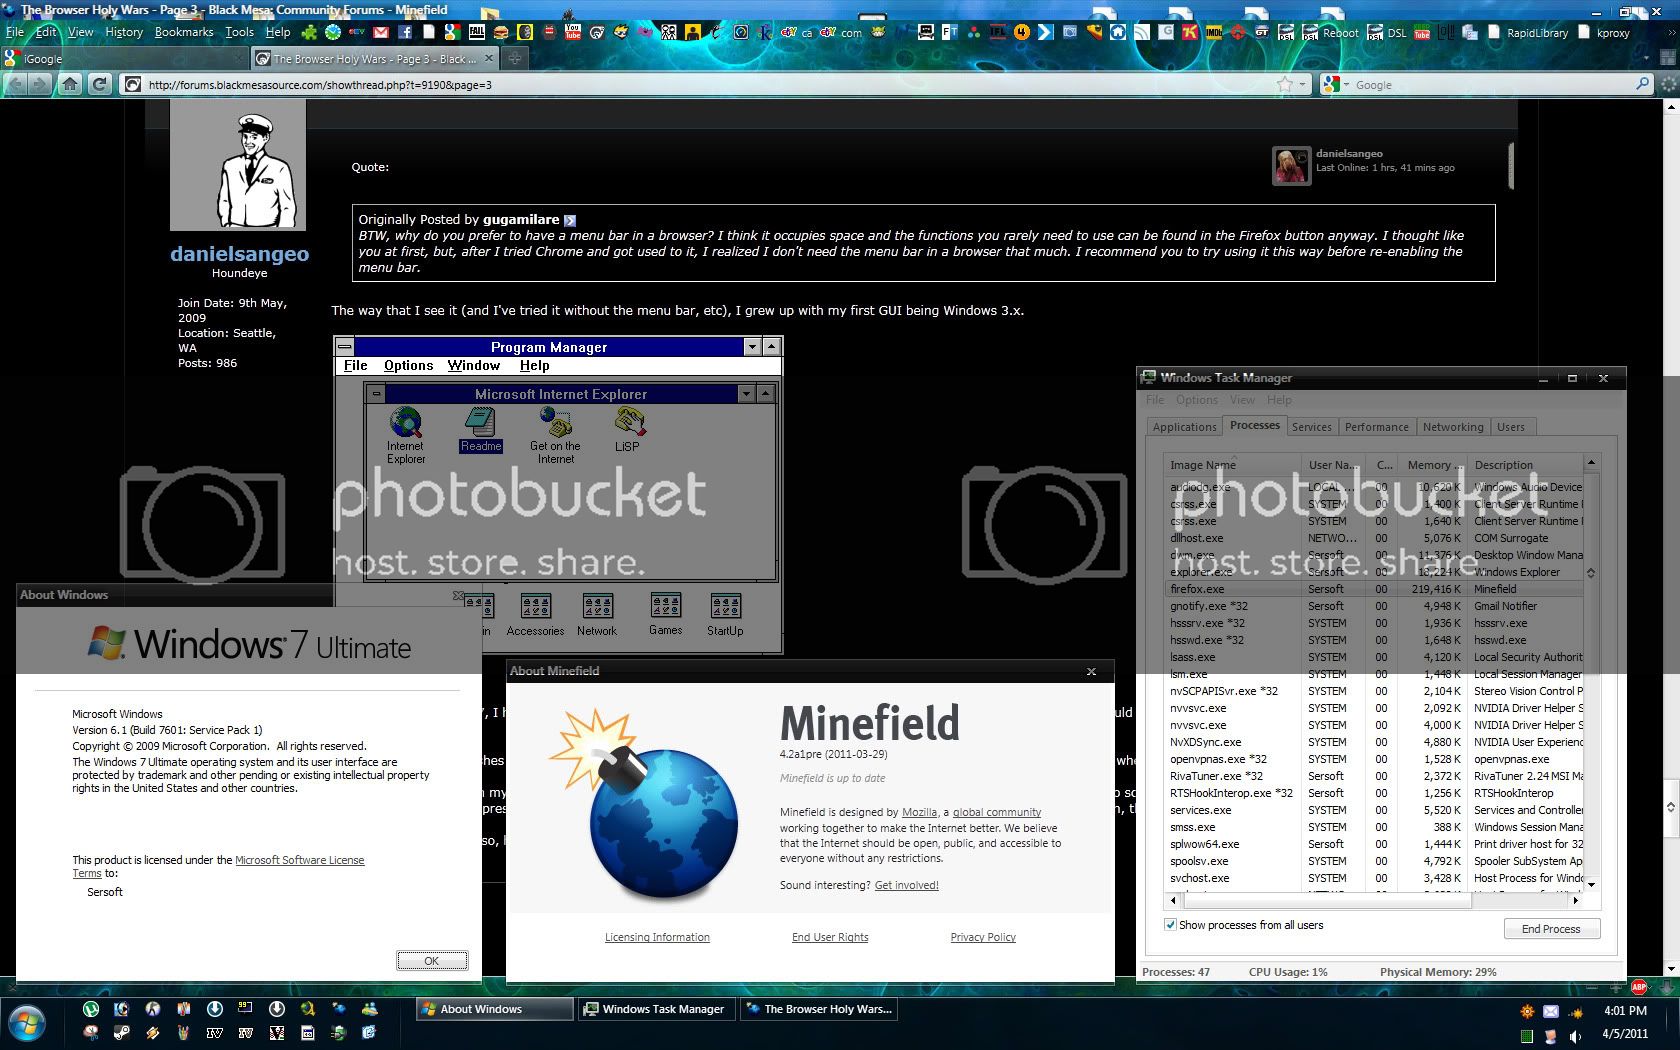 The Browser Holy Wars - Page 3 - Black Mesa: Community Forums - Minefield
File Edit View History Bookmarks Tools Help
Reboot DSL RapidLibrary kproxy
iGoogle
The Browser Holy Wars - Page 3 - Black ...
http://forums.blackmesasource.com/showthread.php?t=9190&page=3
Google
danielsangeo
Houndeye
Join Date: 9th May,
2009
Location: Seattle,
WA
Posts: 986
Quote:
danielsangeo
Last Online: 1 hrs, 41 mins ago
Originally Posted by gugamilare
BTW, why do you prefer to have a menu bar in a browser? I think it occupies space and the functions you rarely need to use can be found in the Firefox button anyway. I thought like
you at first, but, after I tried Chrome and got used to it, I realized I don't need the menu bar in a browser that much. I recommend you to try using it this way before re-enabling the
menu bar.
The way that I see it (and I've tried it without the menu bar, etc), I grew up with my first GUI being Windows 3.x.
Program Manager
File Options Window Help
Microsoft Internet Explorer
Internet
Explorer
Readme
Get on the
Internet
LiSP
Accessories
Network
Games
StartUp
photobucket
host. store. share.
photobucket
host. store. share.
About Windows
Windows 7 Ultimate
Microsoft Windows
Version 6.1 (Build 7601: Service Pack 1)
Copyright © 2009 Microsoft Corporation. All rights reserved.
The Windows 7 Ultimate operating system and its user interface are
protected by trademark and other pending or existing intellectual property
rights in the United States and other countries.
This product is licensed under the Microsoft Software License
Terms to:
Sersoft
OK
About Minefield
Minefield
4.2a1pre (2011-03-29)
Minefield is up to date
Minefield is designed by Mozilla, a global community
working together to make the Internet better. We believe
that the Internet should be open, public, and accessible to
everyone without any restrictions.
Sound interesting? Get involved!
Licensing Information
End User Rights
Privacy Policy
Windows Task Manager
File Options View Help
Applications Processes Services Performance Networking Users
Image Name User Na... C... Memory ... Description
audiodg.exe LOCAL ... 00 10,620 K Windows Audio Device
csrss.exe SYSTEM 00 1,400 K Client Server Runtime
csrss.exe SYSTEM 00 1,640 K Client Server Runtime
dllhost.exe NETWO... 00 5,076 K COM Surrogate
dwm.exe Sersoft 00 11,376 K Desktop Window Mana
explorer.exe Sersoft 00 18,224 K Windows Explorer
firefox.exe Sersoft 00 219,416 K Minefield
gnotify.exe *32 Sersoft 00 4,948 K Gmail Notifier
hsssrv.exe *32 SYSTEM 00 1,936 K hsssrv.exe
hsswd.exe *32 SYSTEM 00 1,648 K hsswd.exe
lsass.exe SYSTEM 00 4,120 K Local Security Authorit
lsm.exe SYSTEM 00 1,448 K Local Session Manager
nvSCPAPISvr.exe *32 SYSTEM 00 2,104 K Stereo Vision Control P
nvvsvc.exe SYSTEM 00 2,092 K NVIDIA Driver Helper S
nvvsvc.exe SYSTEM 00 4,000 K NVIDIA Driver Helper S
NvXDSync.exe SYSTEM 00 4,880 K NVIDIA User Experienc
openvpnas.exe *32 SYSTEM 00 1,528 K openvpnas.exe
RivaTuner.exe *32 Sersoft 00 2,372 K RivaTuner 2.24 MSI Ma
RTSHookInterop.exe *32 Sersoft 00 1,256 K RTSHookInterop
services.exe SYSTEM 00 5,520 K Services and Controlle
smss.exe SYSTEM 00 388 K Windows Session Mana
splwow64.exe Sersoft 00 1,444 K Print driver host for 32
spoolsv.exe SYSTEM 00 4,792 K Spooler SubSystem Ap
svchost.exe SYSTEM 00 3,428 K Host Process for Windo
Show processes from all users
End Process
Processes: 47 CPU Usage: 1% Physical Memory: 29%
About Windows
Windows Task Manager
The Browser Holy Wars...
4:01 PM
4/5/2011